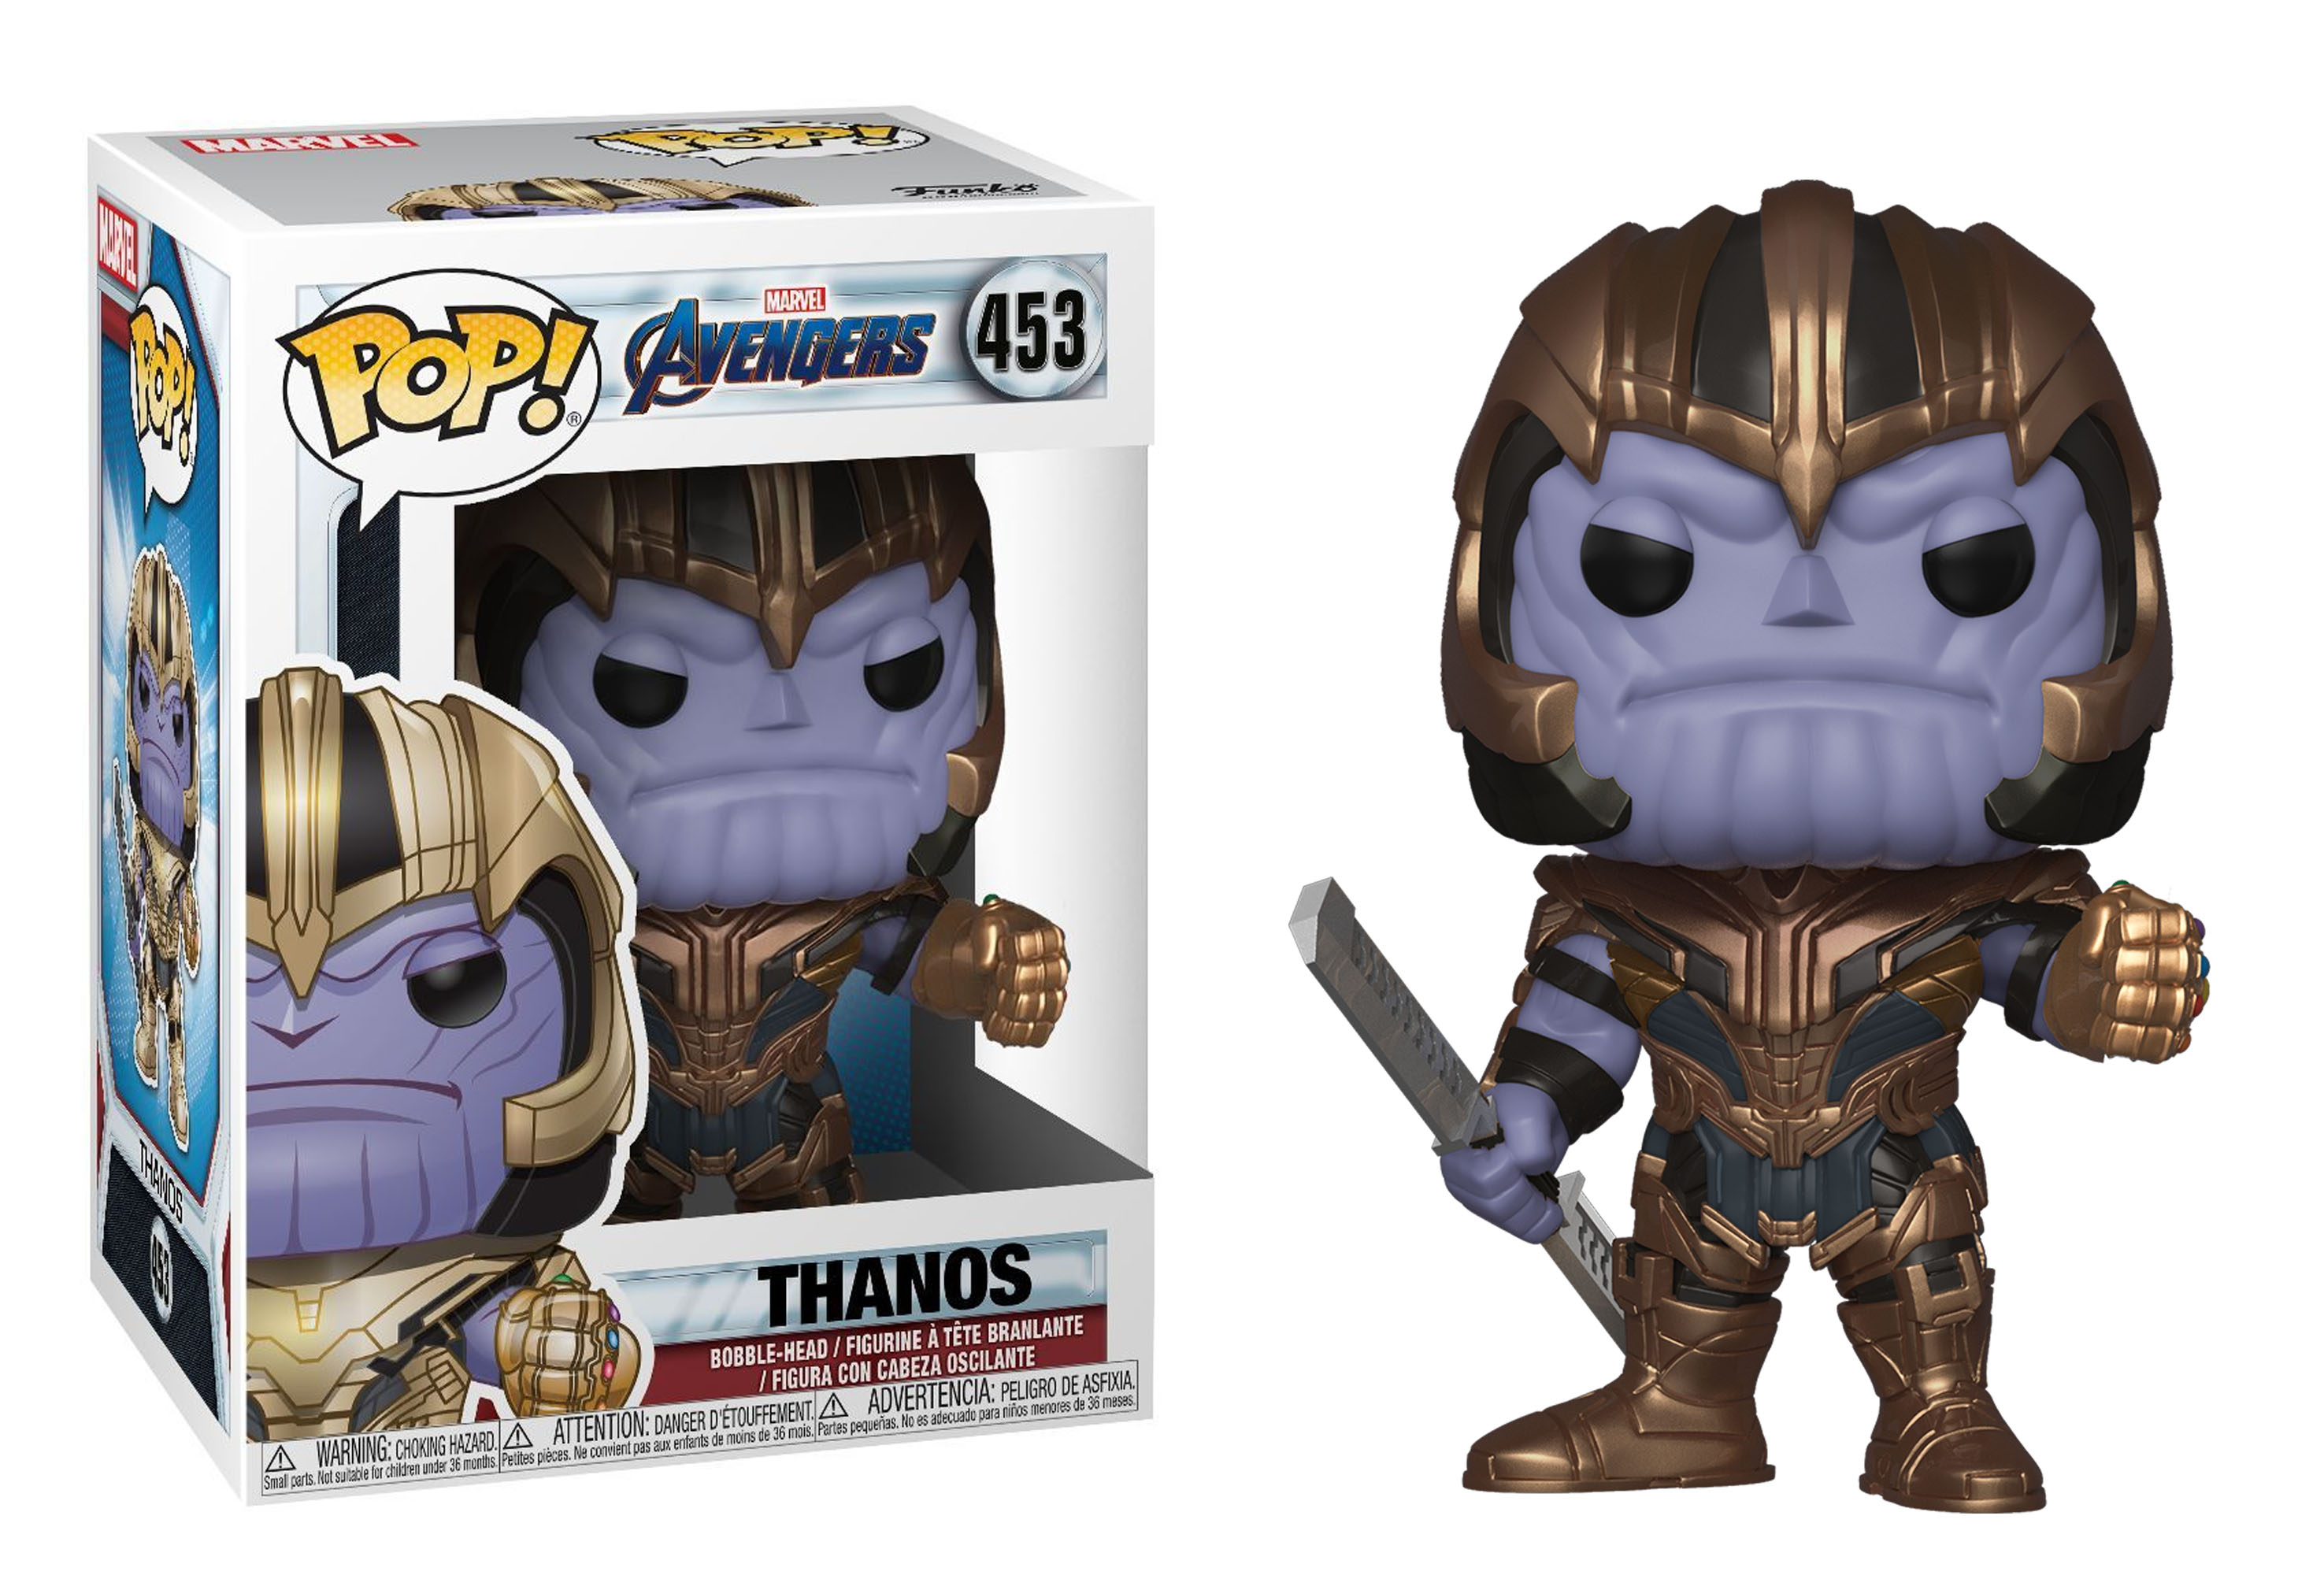 MARVEL
POP!
Funko
MARVEL
POP!
THANOS
453
POP!®
MARVEL
AVENGERS
453
THANOS
BOBBLE-HEAD / FIGURINE À TÊTE BRANLANTE
/ FIGURA CON CABEZA OSCILANTE
⚠ WARNING: CHOKING HAZARD.
Small parts. Not suitable for children under 36 months.
⚠ ATTENTION: DANGER D'ÉTOUFFEMENT.
Petites pièces. Ne convient pas aux enfants de moins de 36 mois.
⚠ ADVERTENCIA: PELIGRO DE ASFIXIA.
Partes pequeñas. No es adecuado para niños menores de 36 meses.